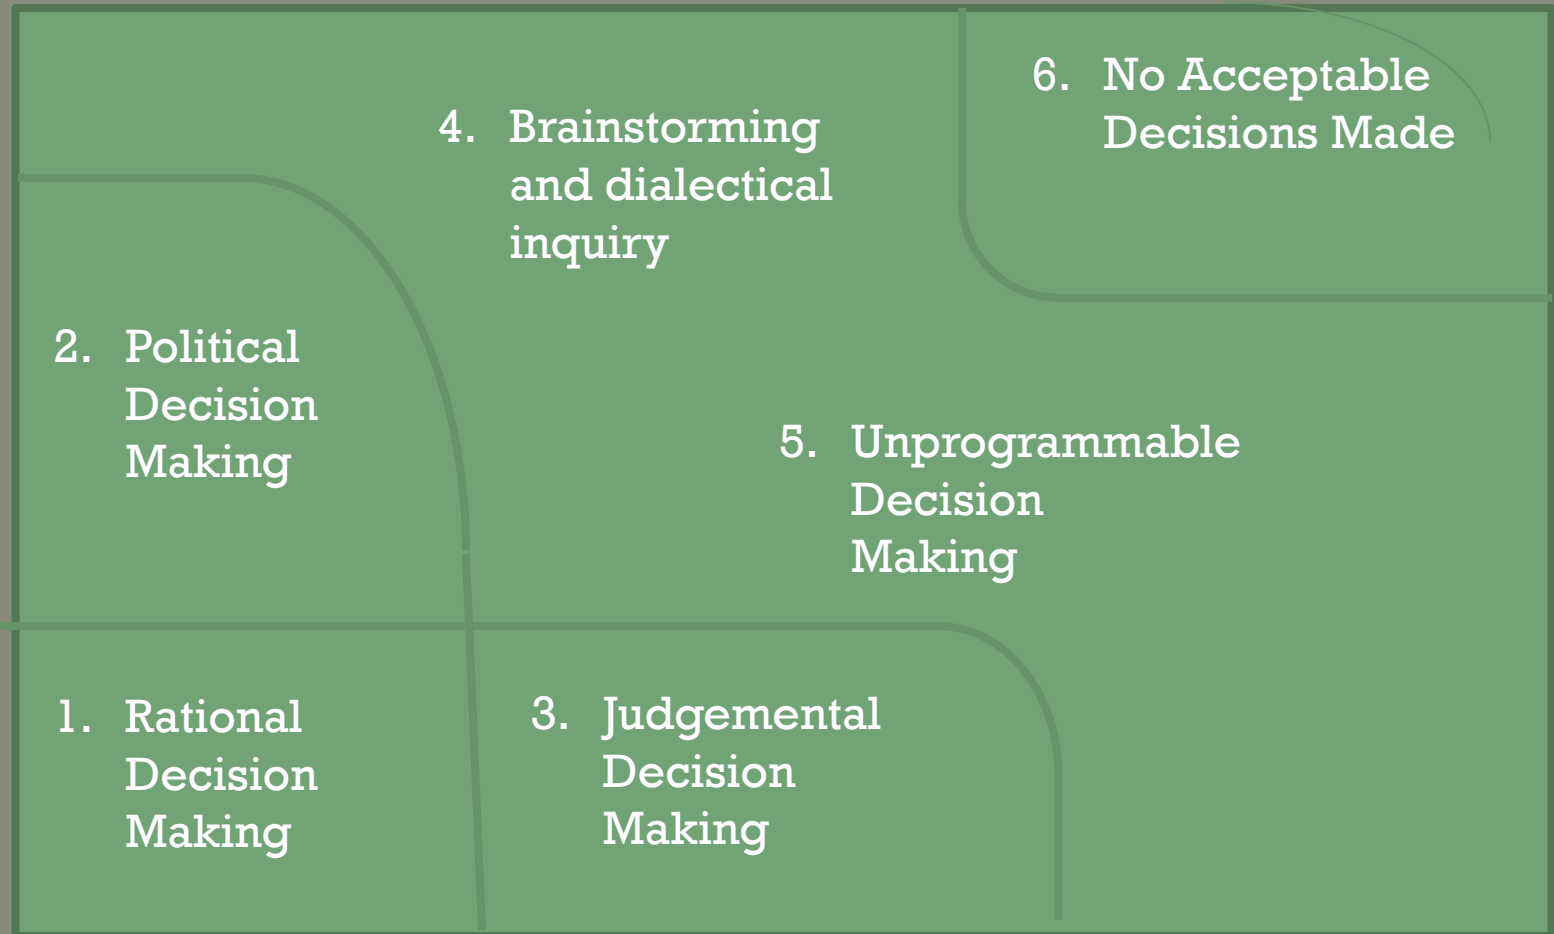 6. No Acceptable
Decisions Made
4. Brainstorming
and dialectical
inquiry
2. Political
Decision
Making
5. Unprogrammable
Decision
Making
1. Rational
Decision
Making
3. Judgemental
Decision
Making